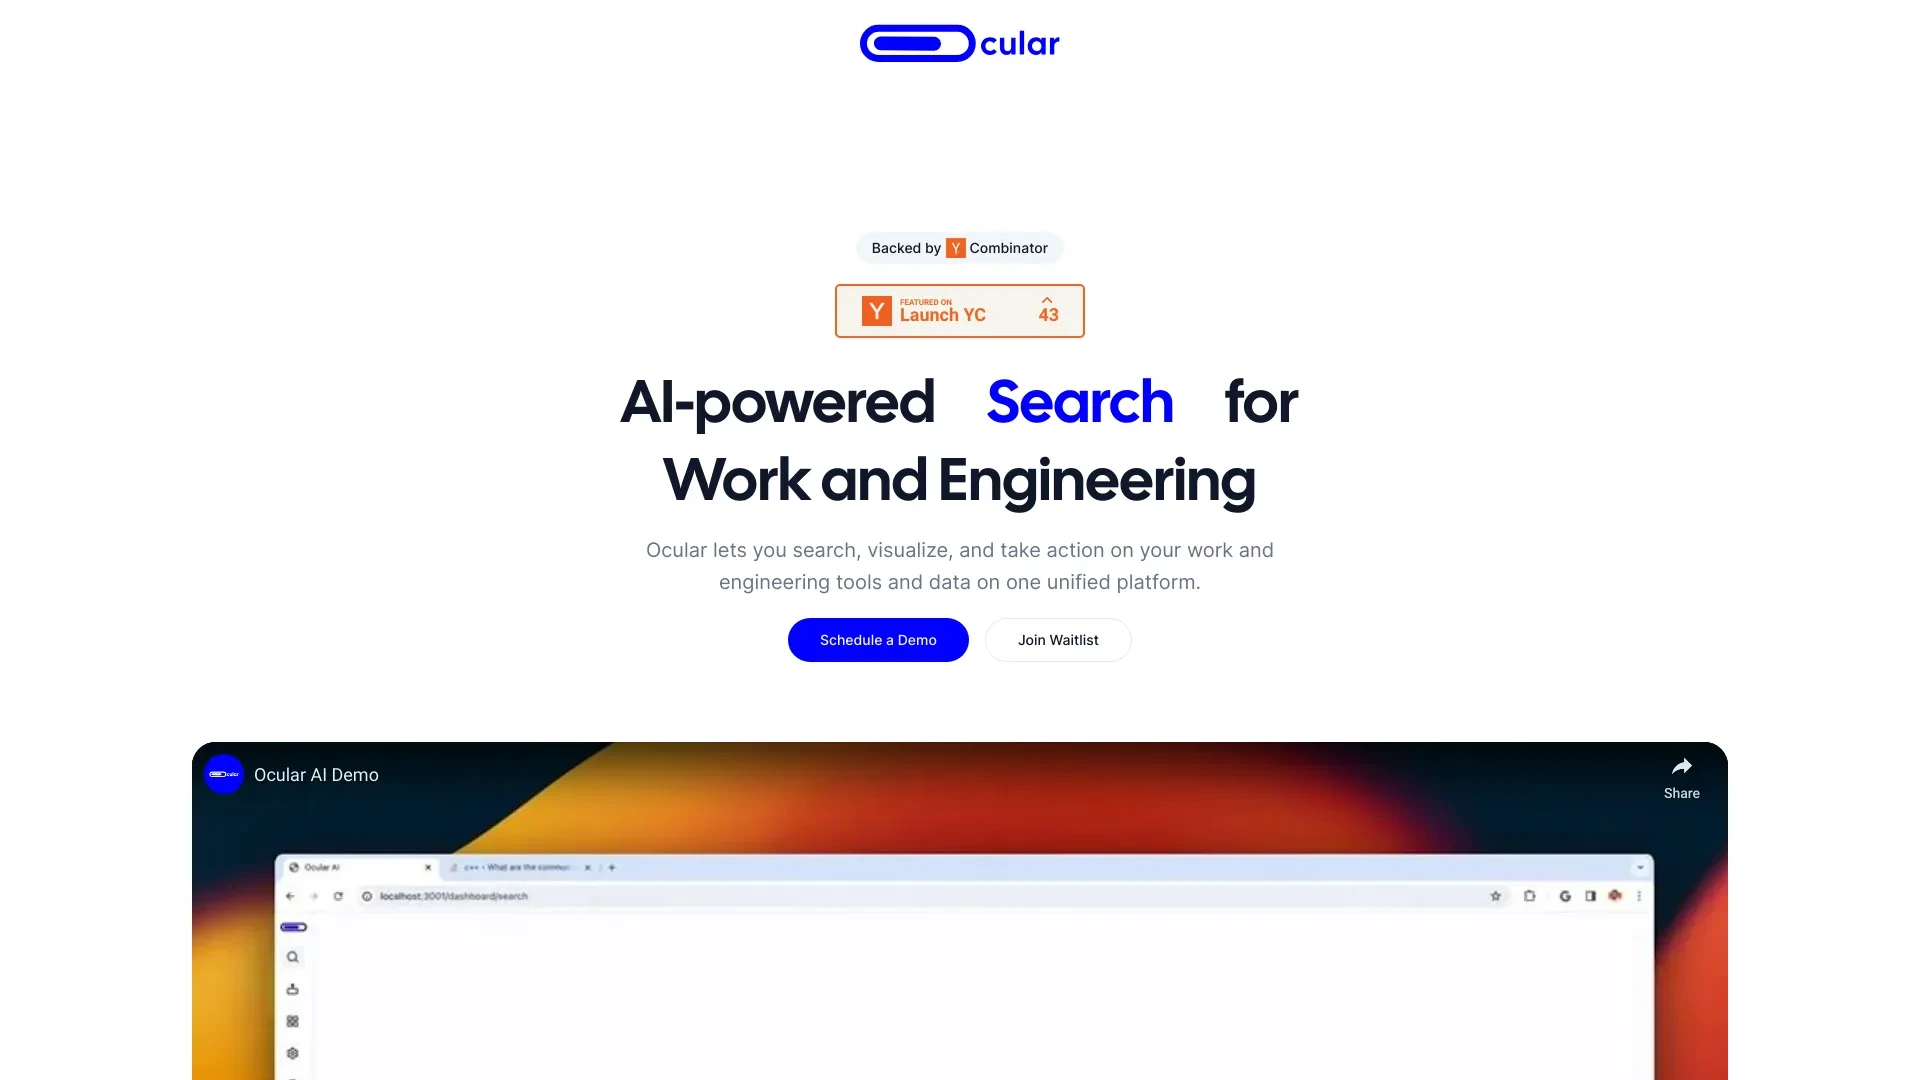 cular
Backed by Y Combinator
Y FEATURED ON
Launch YC
43
AI-powered Search for
Work and Engineering
Ocular lets you search, visualize, and take action on your work and
engineering tools and data on one unified platform.
Schedule a Demo
Join Waitlist
Ocular AI Demo
Share
Ocular AI
c++ - What are the common
localhost:3001/dashboard/search